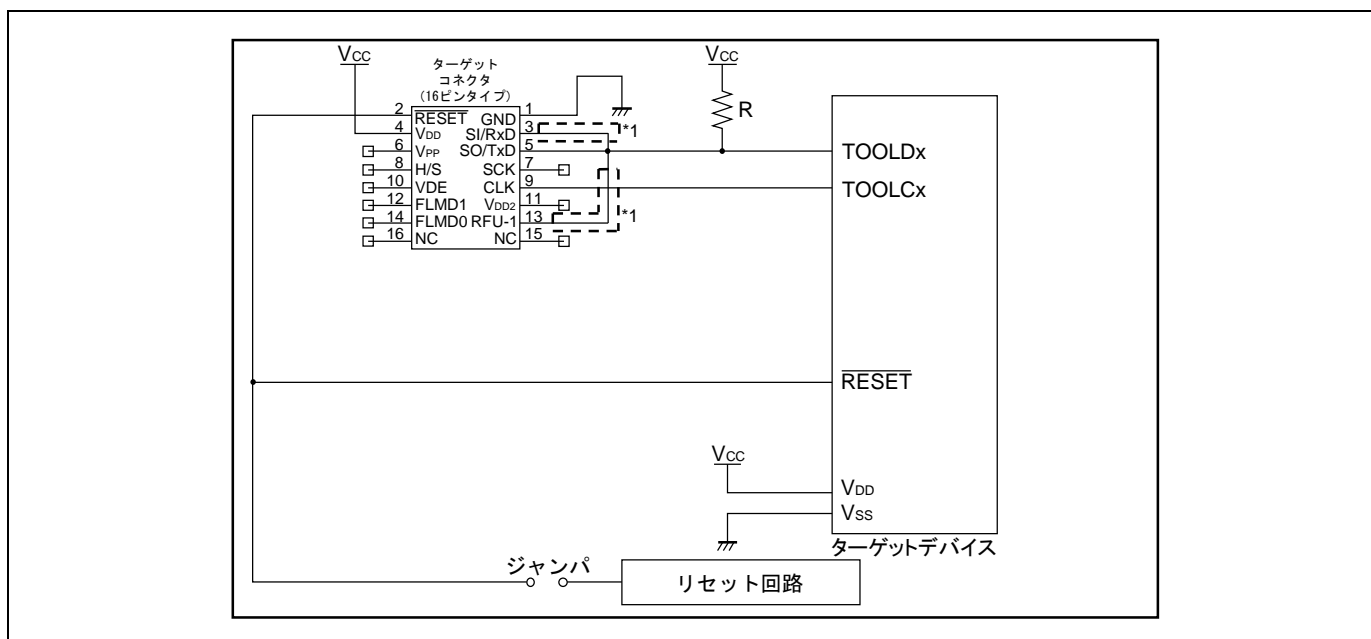 VCC
ターゲット
コネクタ
(16ピンタイプ)
VCC
R
2 RESET GND 1
4 VDD SI/RxD 3
*1
6 VPP SO/TxD 5
8 H/S SCK 7
10 VDE CLK 9
12 FLMD1 VDD2 11
14 FLMD0 RFU-1 13
*1
16 NC NC 15
TOOLDx
TOOLCx
RESET
VCC
VDD
VSS
ターゲットデバイス
ジャンパ
リセット回路